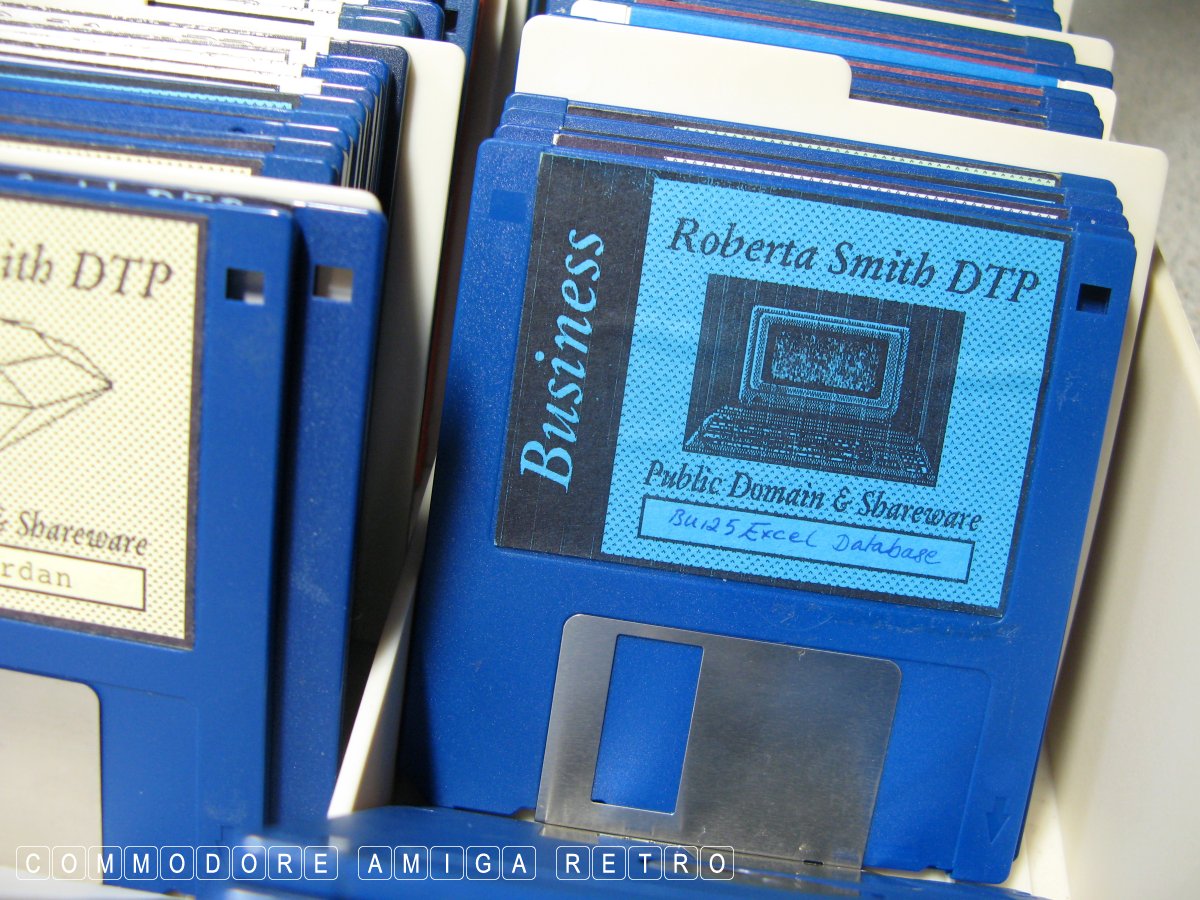 ith DTP
& Shareware
rdan
Business
Roberta Smith DTP
Public Domain & Shareware
BU125 Excel Database
COMMODORE AMIGA RETRO